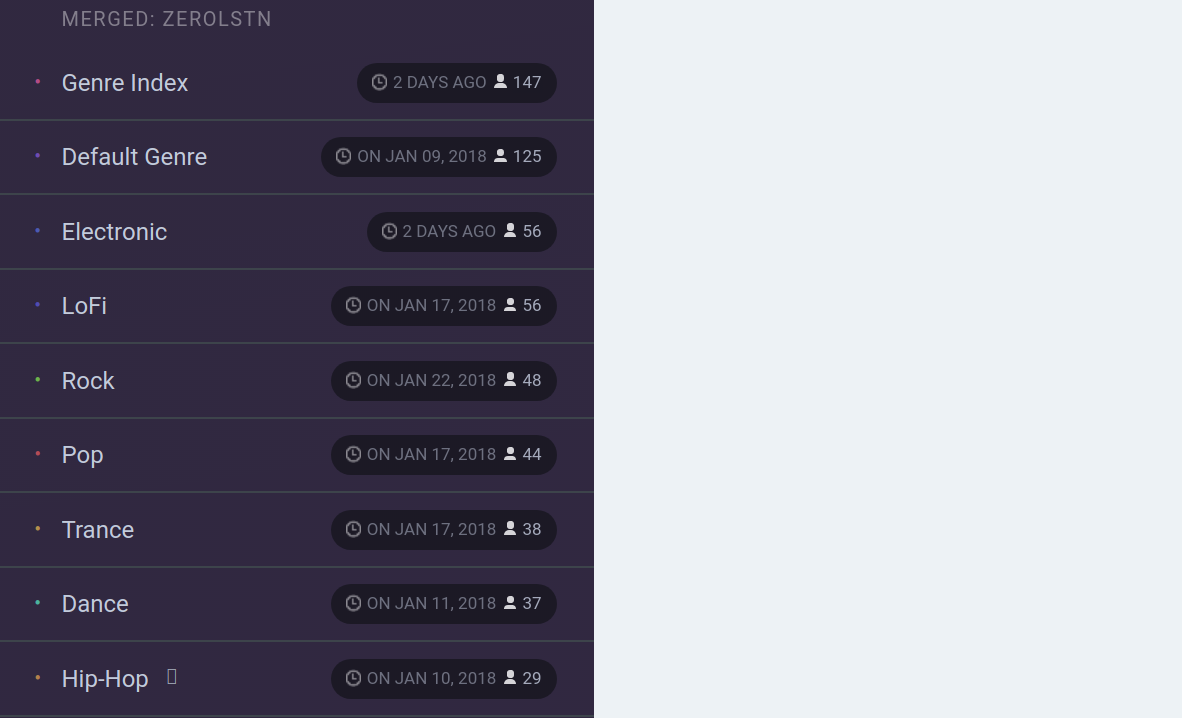 MERGED: ZEROLSTN
Genre Index 2 DAYS AGO 147
Default Genre ON JAN 09, 2018 125
Electronic 2 DAYS AGO 56
LoFi ON JAN 17, 2018 56
Rock ON JAN 22, 2018 48
Pop ON JAN 17, 2018 44
Trance ON JAN 17, 2018 38
Dance ON JAN 11, 2018 37
Hip-Hop ON JAN 10, 2018 29